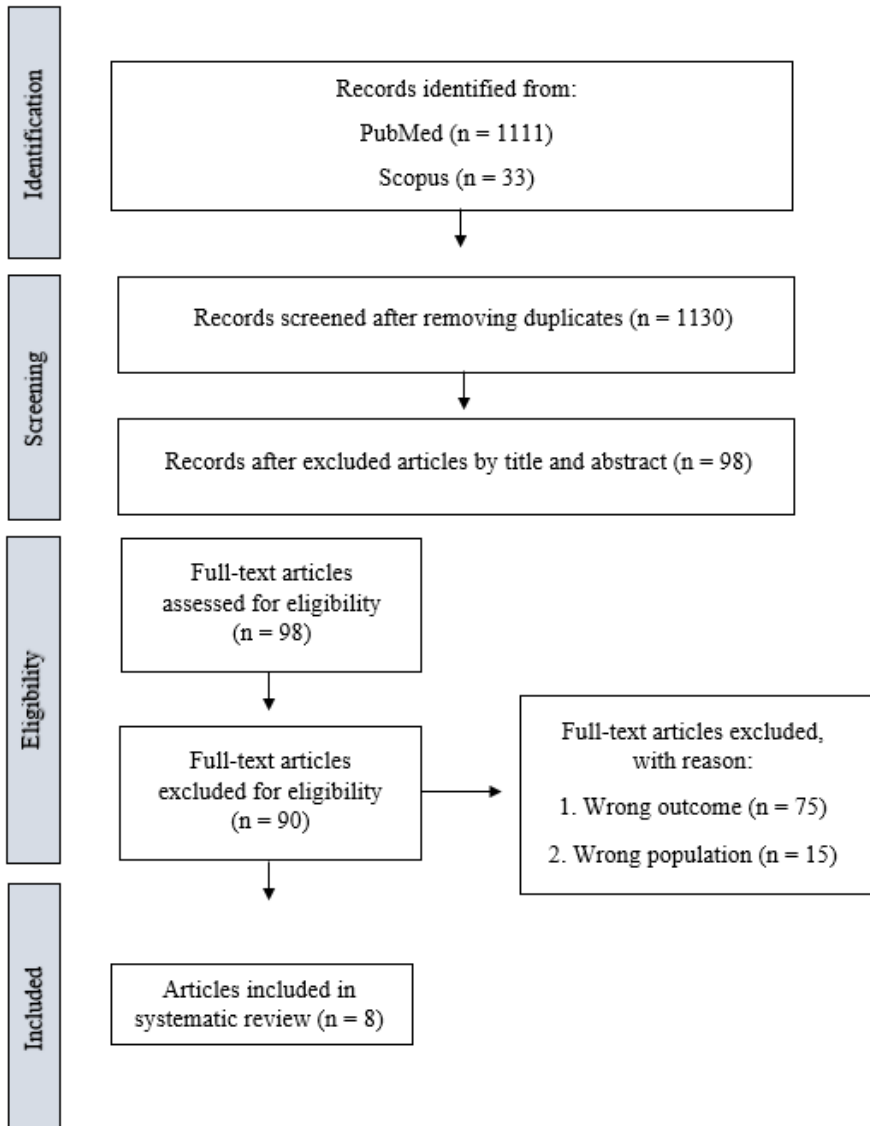 Identification
Records identified from:
PubMed (n = 1111)
Scopus (n = 33)
Screening
Records screened after removing duplicates (n = 1130)
Records after excluded articles by title and abstract (n = 98)
Eligibility
Full-text articles
assessed for eligibility
(n = 98)
Full-text articles
excluded for eligibility
(n = 90)
Full-text articles excluded,
with reason:
1. Wrong outcome (n = 75)
2. Wrong population (n = 15)
Included
Articles included in
systematic review (n = 8)